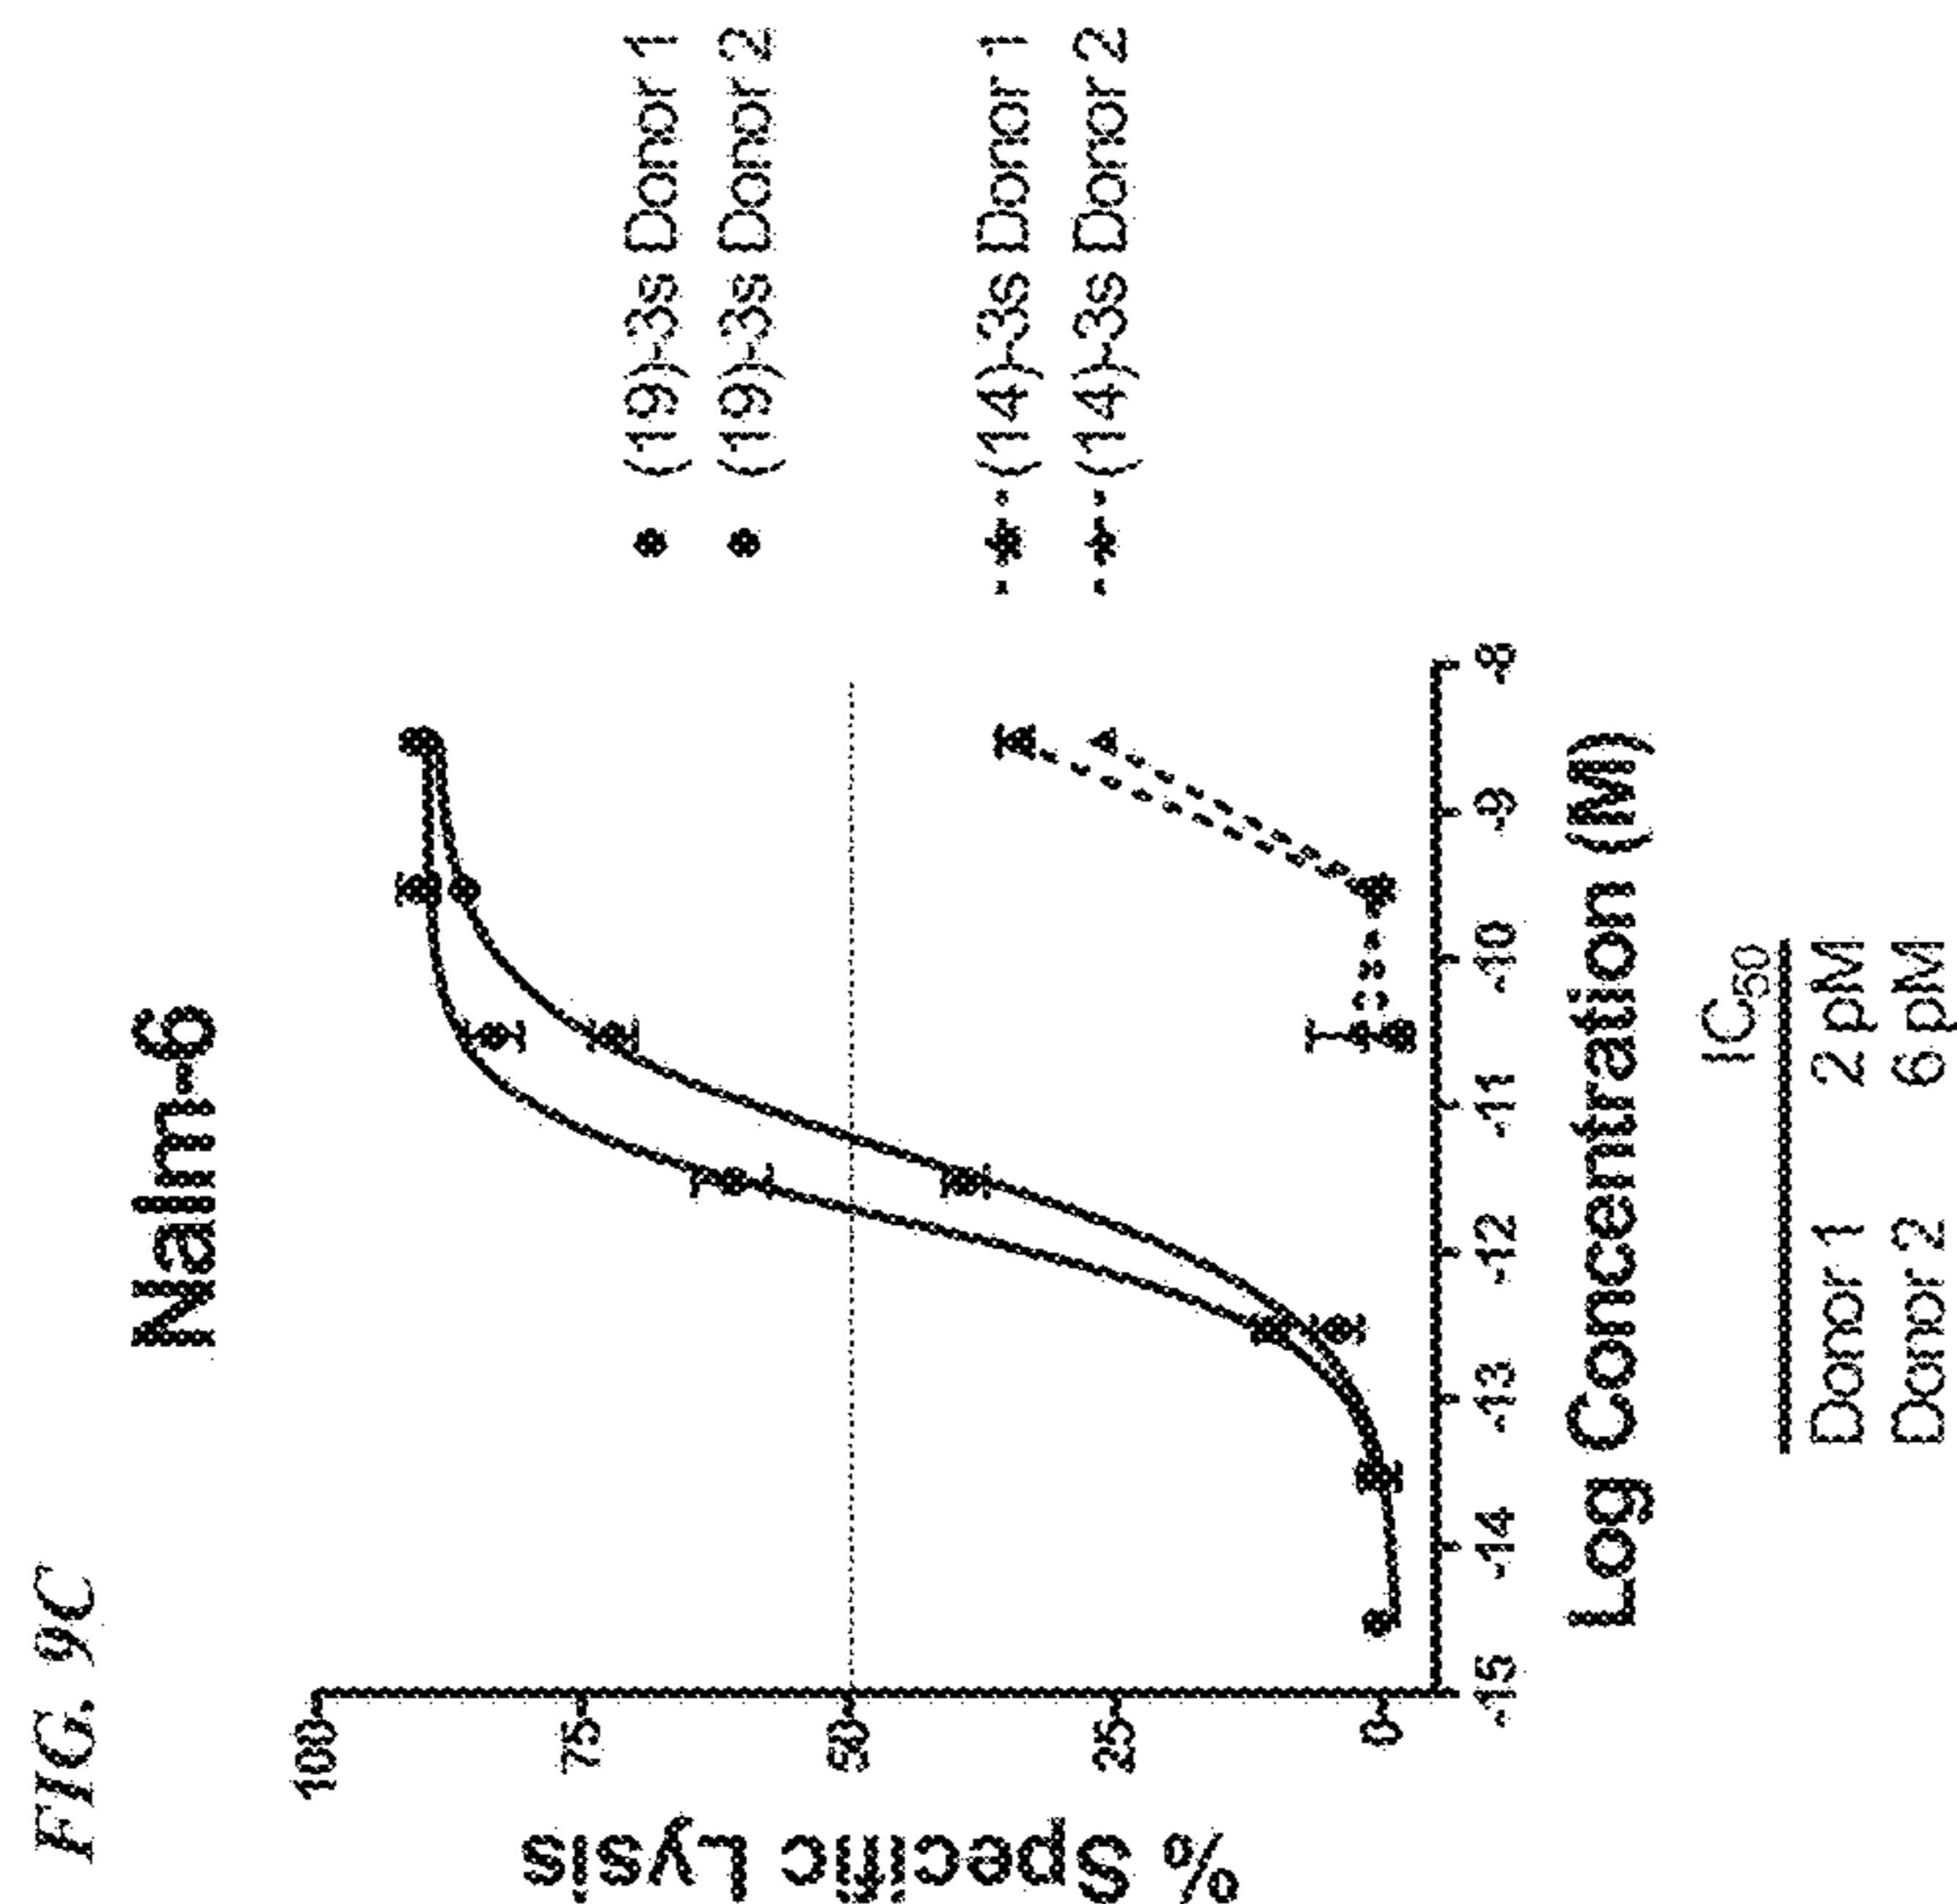 FIG. 9C
Nalm-6
% Specific Lysis
100
75
50
25
0
-15
-14
-13
-12
-11
-10
-9
-8
Log Concentration (M)
(19)-3s Donor 1
(19)-3s Donor 2
(14)-3s Donor 1
(14)-3s Donor 2
IC50
Donor 1 2 pM
Donor 2 6 pM